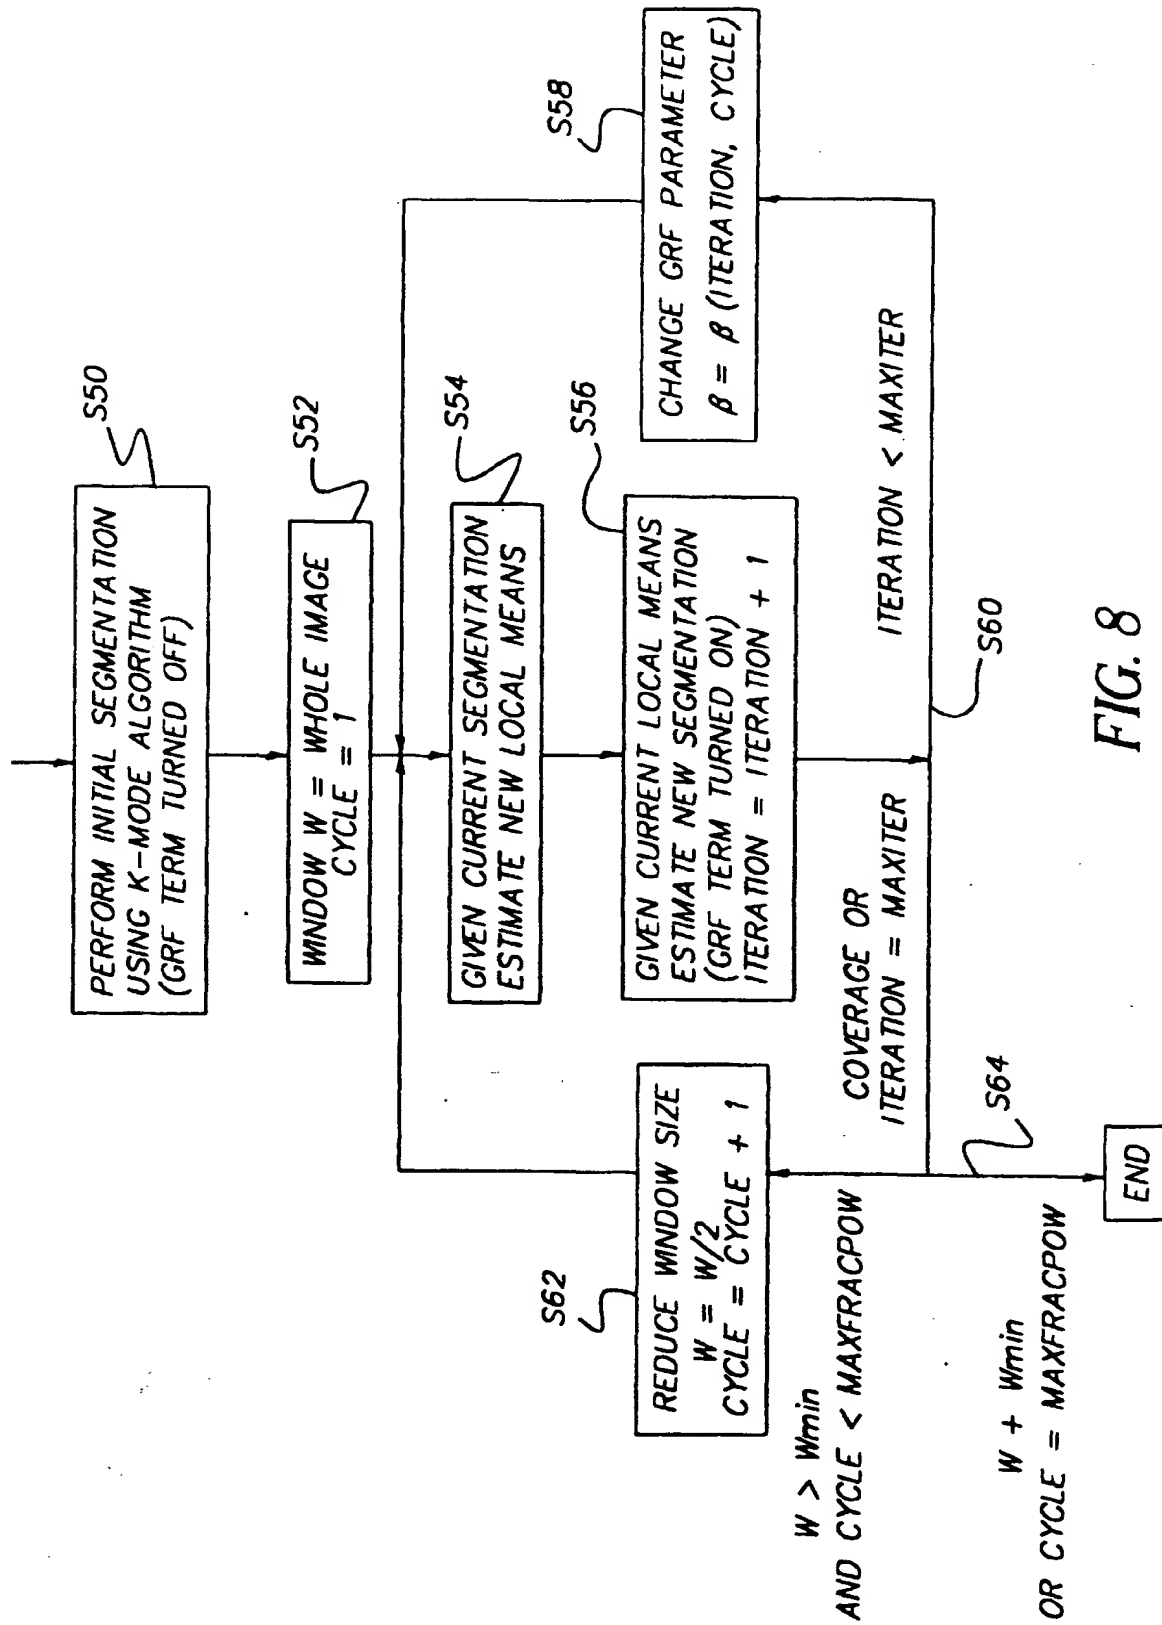 PERFORM INITIAL SEGMENTATION
USING K-MODE ALGORITHM
(GRF TERM TURNED OFF)
S50
WINDOW W = WHOLE IMAGE
CYCLE = 1
S52
GIVEN CURRENT SEGMENTATION
ESTIMATE NEW LOCAL MEANS
S54
GIVEN CURRENT LOCAL MEANS
ESTIMATE NEW SEGMENTATION
(GRF TERM TURNED ON)
ITERATION = ITERATION + 1
S56
CHANGE GRF PARAMETER
β = β (ITERATION, CYCLE)
S58
ITERATION < MAXITER
S60
COVERAGE OR
ITERATION = MAXITER
REDUCE WINDOW SIZE
W = W/2
CYCLE = CYCLE + 1
S62
W > Wmin
AND CYCLE < MAXFRACPOW
S64
W + Wmin
OR CYCLE = MAXFRACPOW
END
FIG. 8